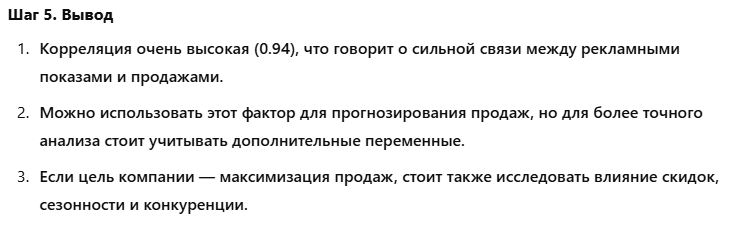 Шаг 5. Вывод
1. Корреляция очень высокая (0.94), что говорит о сильной связи между рекламными
показами и продажами.
2. Можно использовать этот фактор для прогнозирования продаж, но для более точного
анализа стоит учитывать дополнительные переменные.
3. Если цель компании — максимизация продаж, стоит также исследовать влияние скидок,
сезонности и конкуренции.